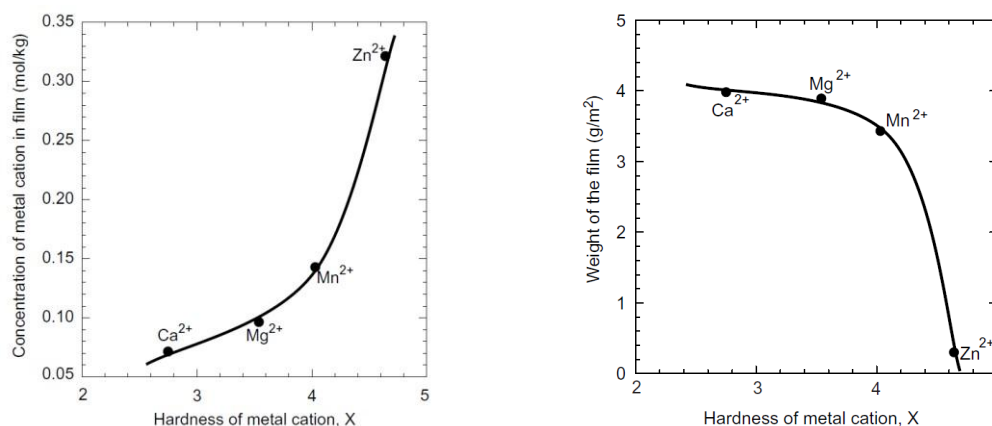 Concentration of metal cation in film (mol/kg)
0.35
0.30
0.25
0.20
0.15
0.10
0.05
Zn2+
Mn2+
Ca2+
Mg2+
2
3
4
5
Hardness of metal cation, X
Weight of the film (g/m2)
5
4
3
2
1
0
Mg2+
Ca2+
Mn2+
Zn2+
2
3
4
Hardness of metal cation, X